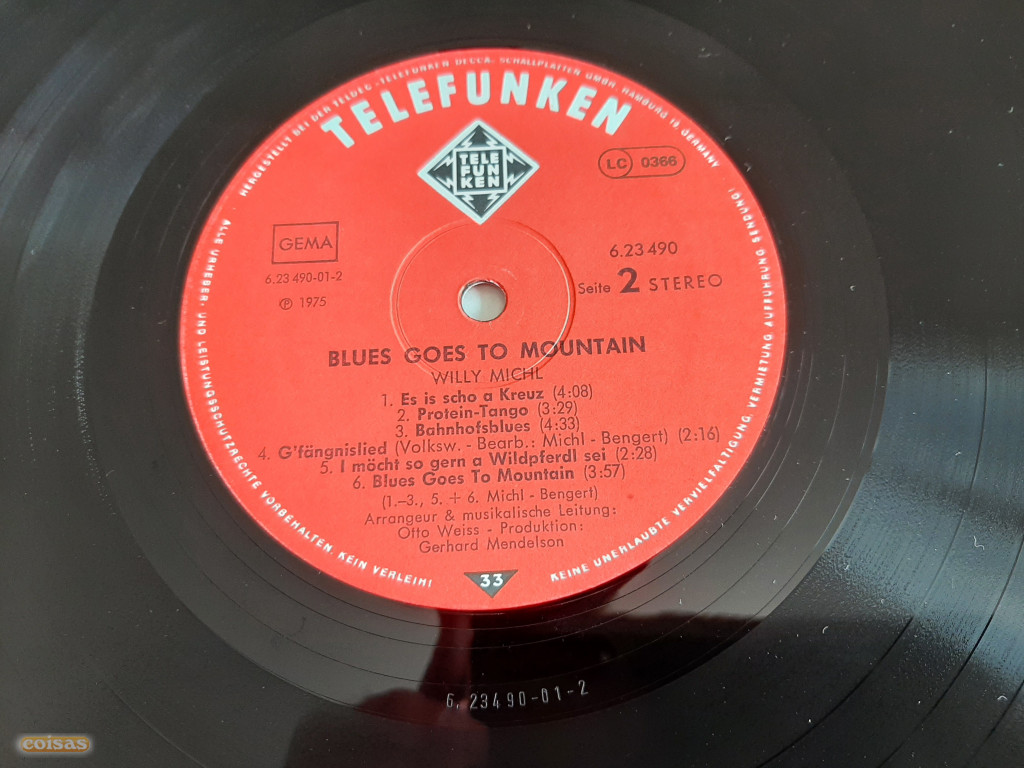 HERGESTELLT BEI DER TELDEC ·TELEFUNKEN DECCA· SCHALLPLATTEN GMBH, HAMBURG 19 GERMANY
TELEFUNKEN
TELE
FUN
KEN
LC 0366
GEMA
6.23 490-01-2
℗ 1975
6.23 490
Seite 2 STEREO
BLUES GOES TO MOUNTAIN
WILLY MICHL
1. Es is scho a Kreuz (4:08)
2. Protein-Tango (3:29)
3. Bahnhofsblues (4:33)
4. G'fängnislied (Volksw. - Bearb.: Michl - Bengert) (2:16)
5. I möcht so gern a Wildpferdl sei (2:28)
6. Blues Goes To Mountain (3:57)
(1.–3., 5. + 6. Michl - Bengert)
Arrangeur & musikalische Leitung:
Otto Weiss - Produktion:
Gerhard Mendelson
ALLE URHEBER- UND LEISTUNGSSCHUTZRECHTE VORBEHALTEN. KEIN VERLEIH!
33
KEINE UNERLAUBTE VERVIELFÄLTIGUNG, VERMIETUNG, AUFFÜHRUNG, SENDUNG!
6. 23490-01-2
coisas